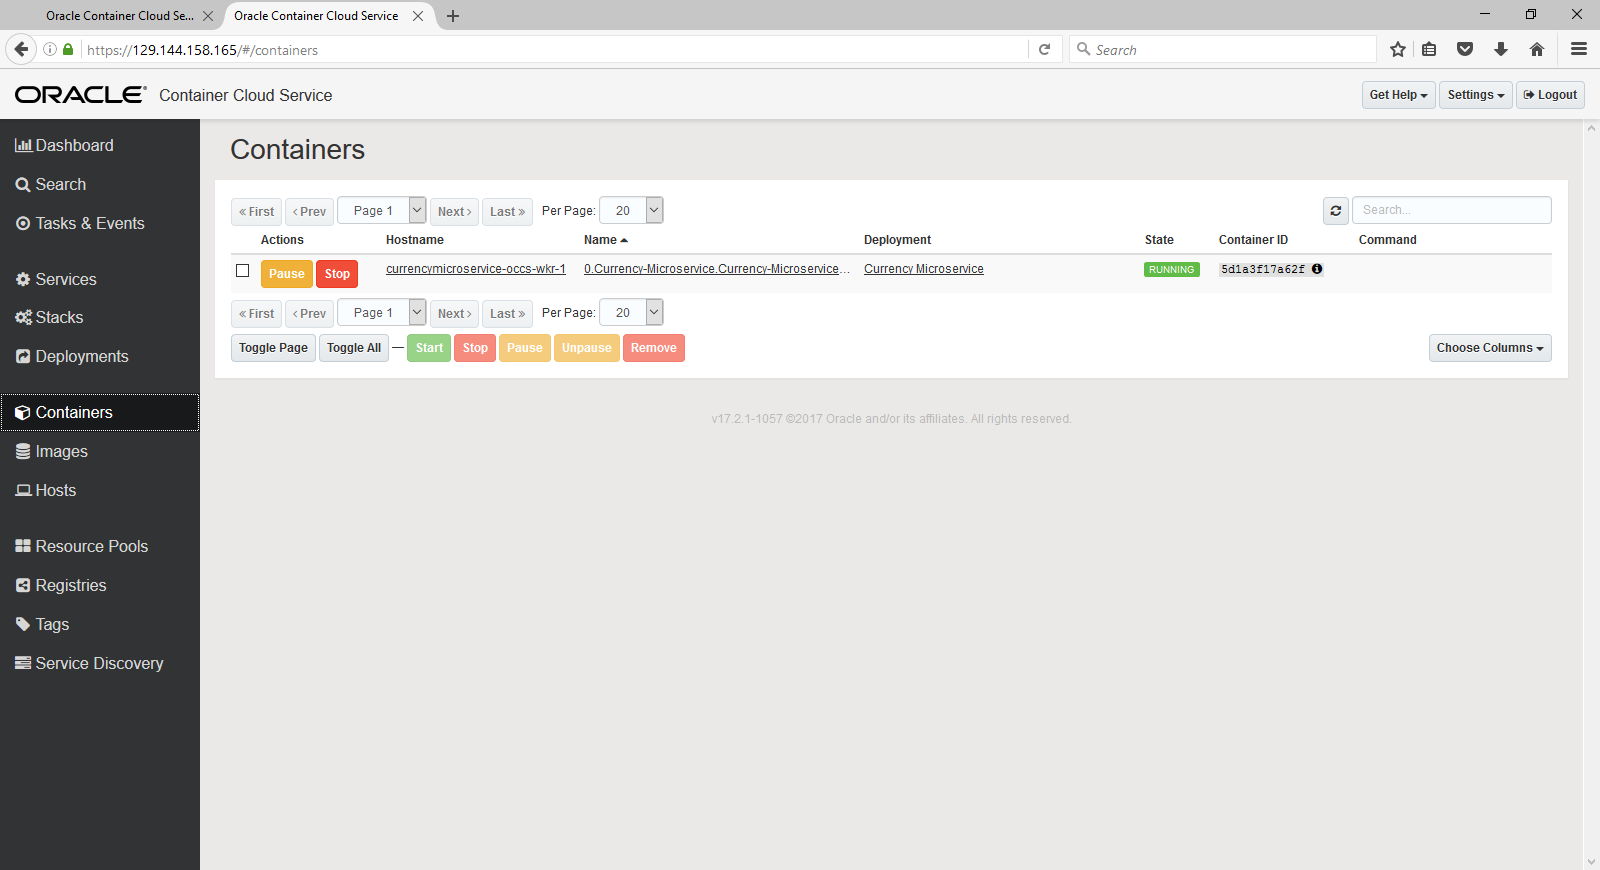 Oracle Container Cloud Se...
Oracle Container Cloud Service
https://129.144.158.165/#/containers
Search
ORACLE® Container Cloud Service
Get Help
Settings
Logout
Dashboard
Search
Tasks & Events
Services
Stacks
Deployments
Containers
Images
Hosts
Resource Pools
Registries
Tags
Service Discovery
Containers
« First ‹ Prev Page 1 Next › Last » Per Page: 20
Search...
Actions Hostname Name Deployment State Container ID Command
Pause Stop currencymicroservice-occs-wkr-1 0.Currency-Microservice.Currency-Microservice... Currency Microservice RUNNING 5d1a3f17a62f
« First ‹ Prev Page 1 Next › Last » Per Page: 20
Toggle Page Toggle All — Start Stop Pause Unpause Remove
Choose Columns
v17.2.1-1057 ©2017 Oracle and/or its affiliates. All rights reserved.